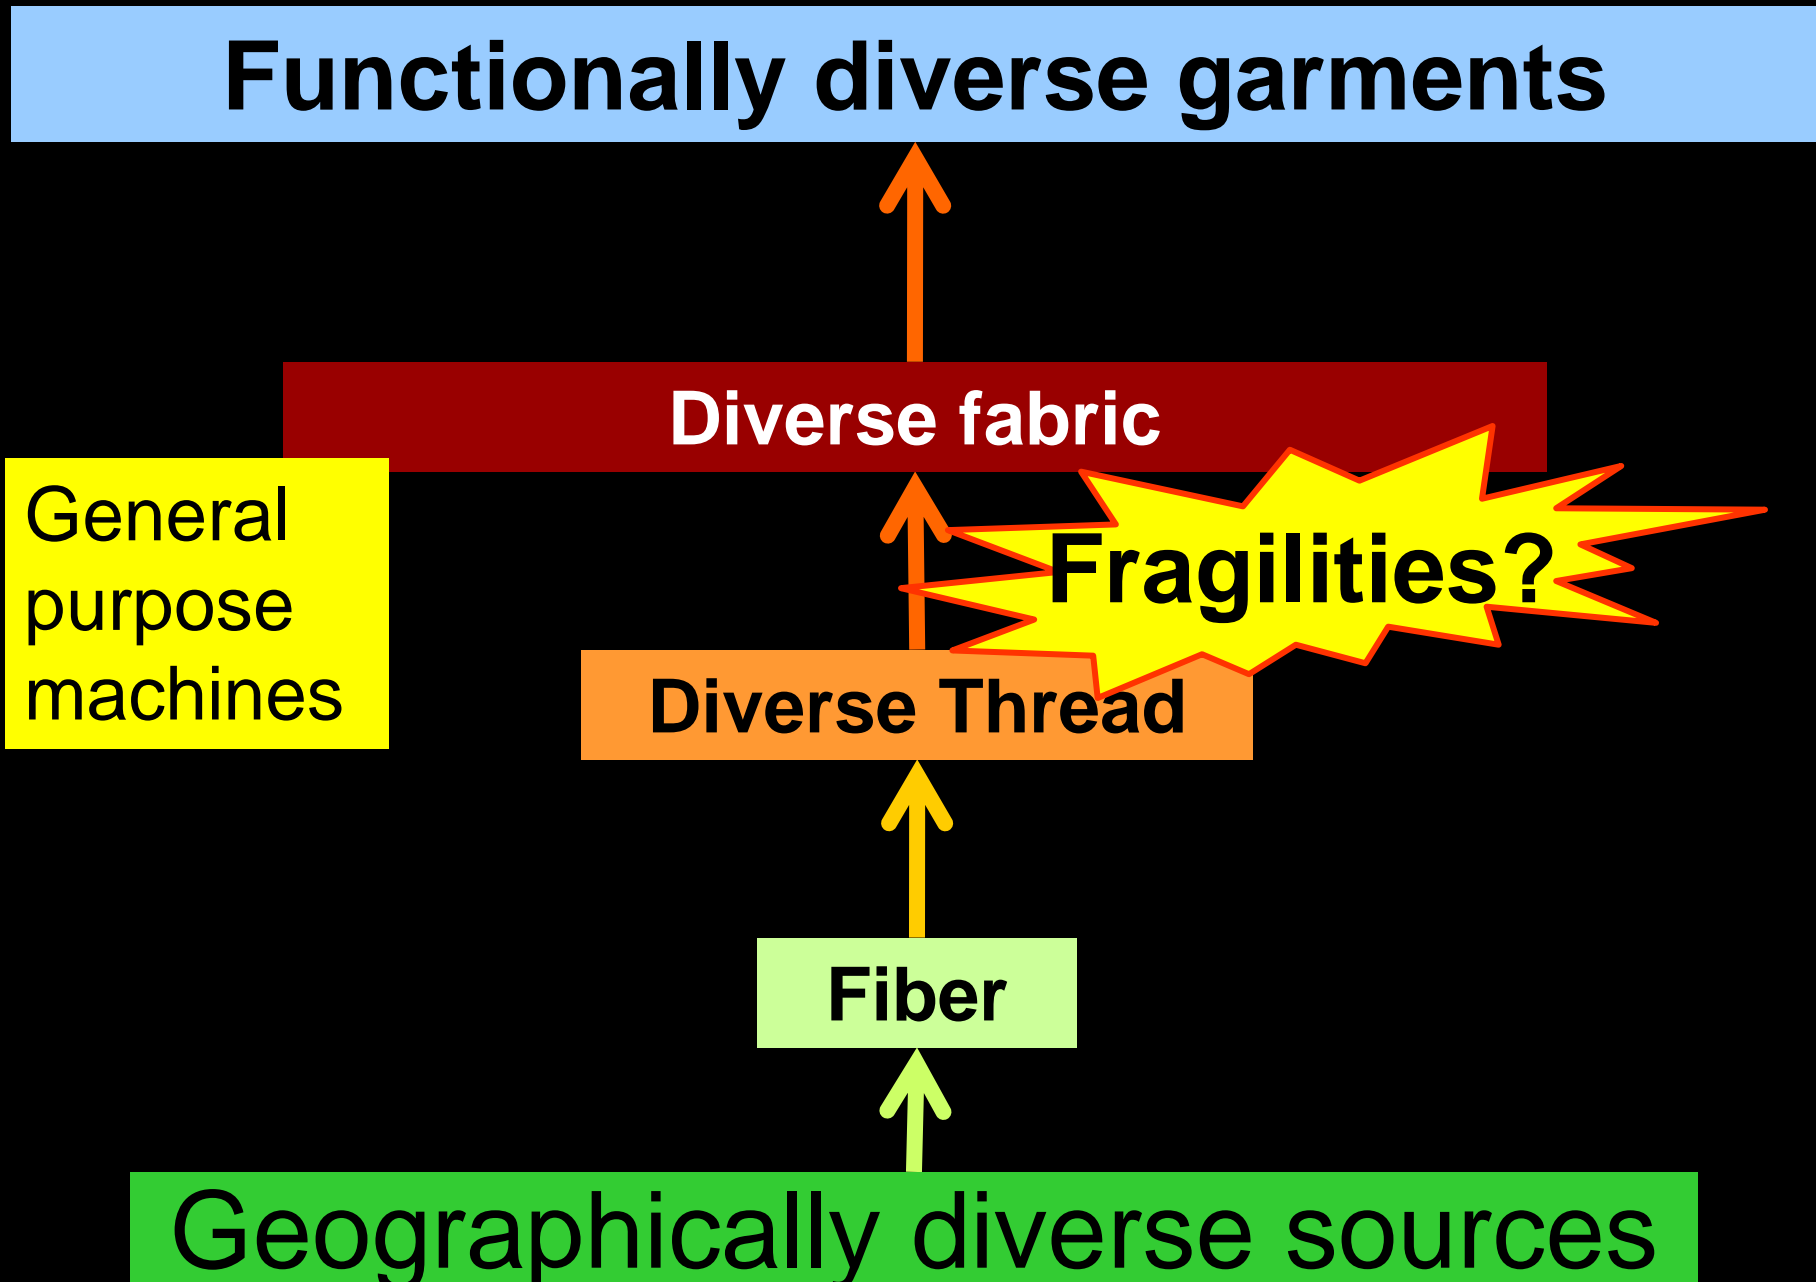 Functionally diverse garments
Diverse fabric
General
purpose
machines
Fragilities?
Diverse Thread
Fiber
Geographically diverse sources